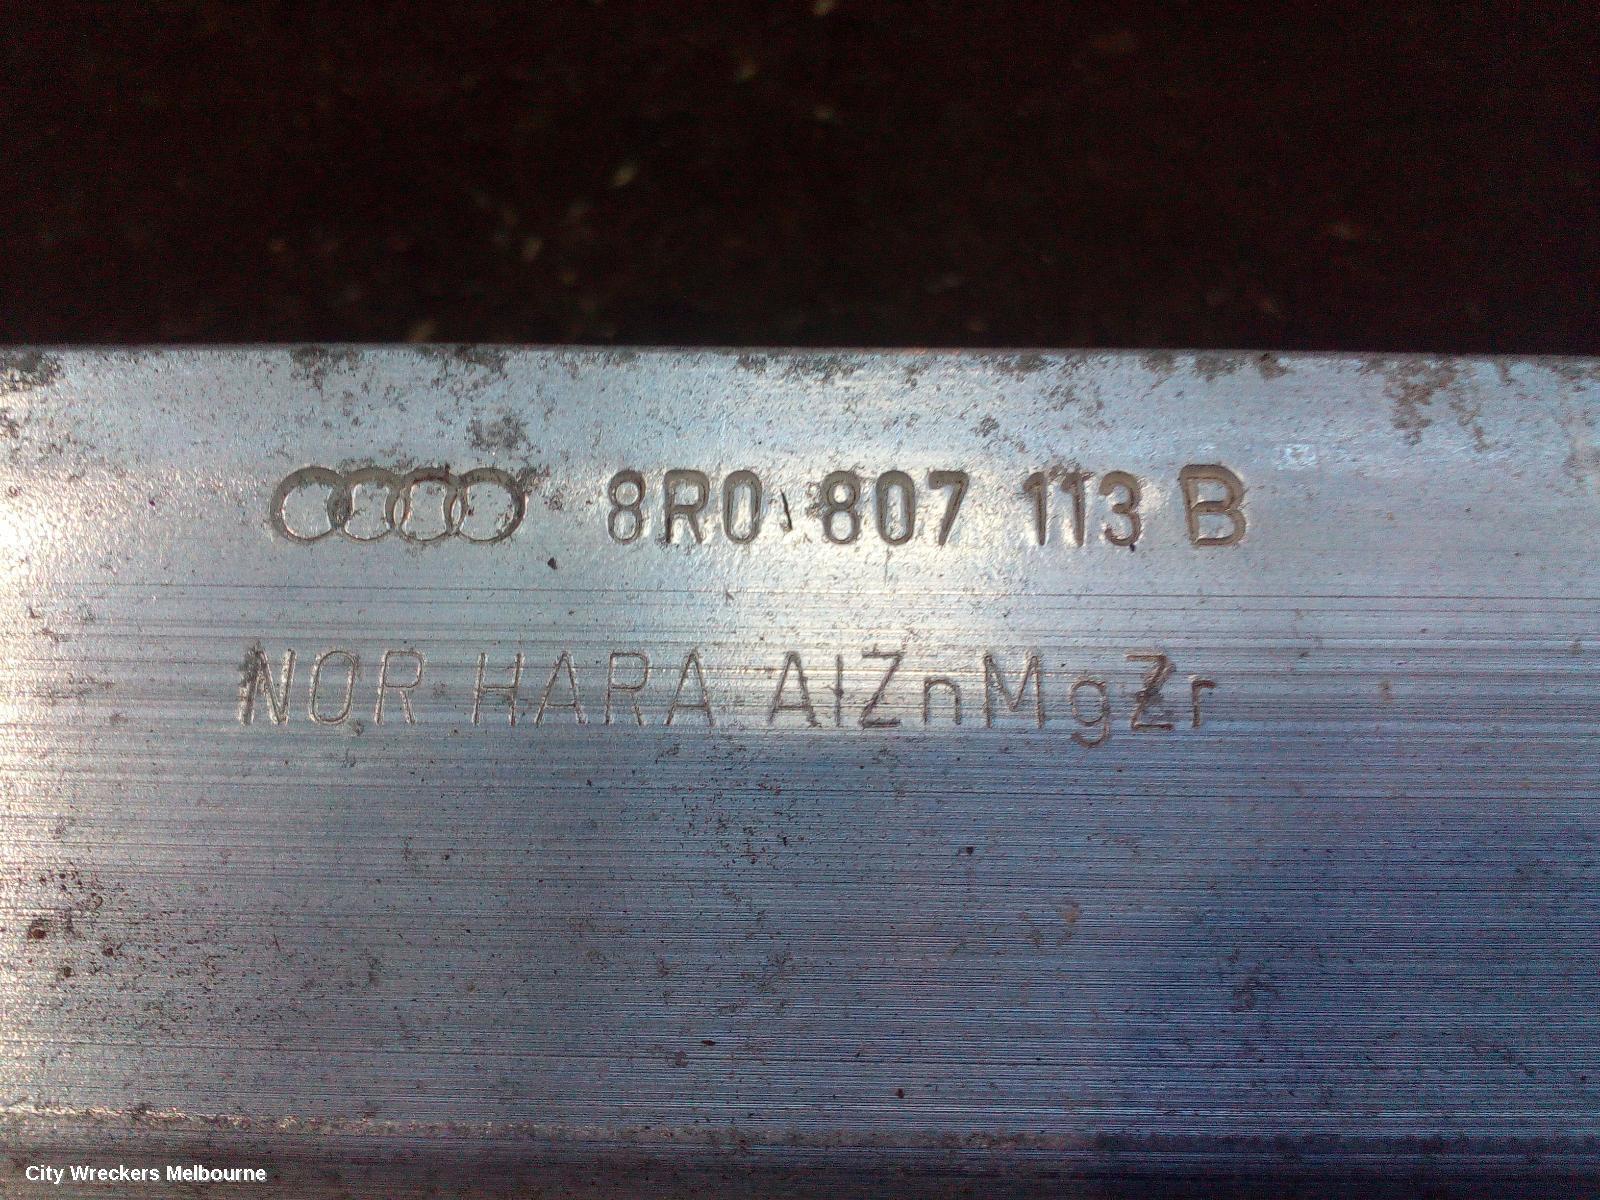 8R0 807 113 B
NOR HARA AlZnMgZr
City Wreckers Melbourne